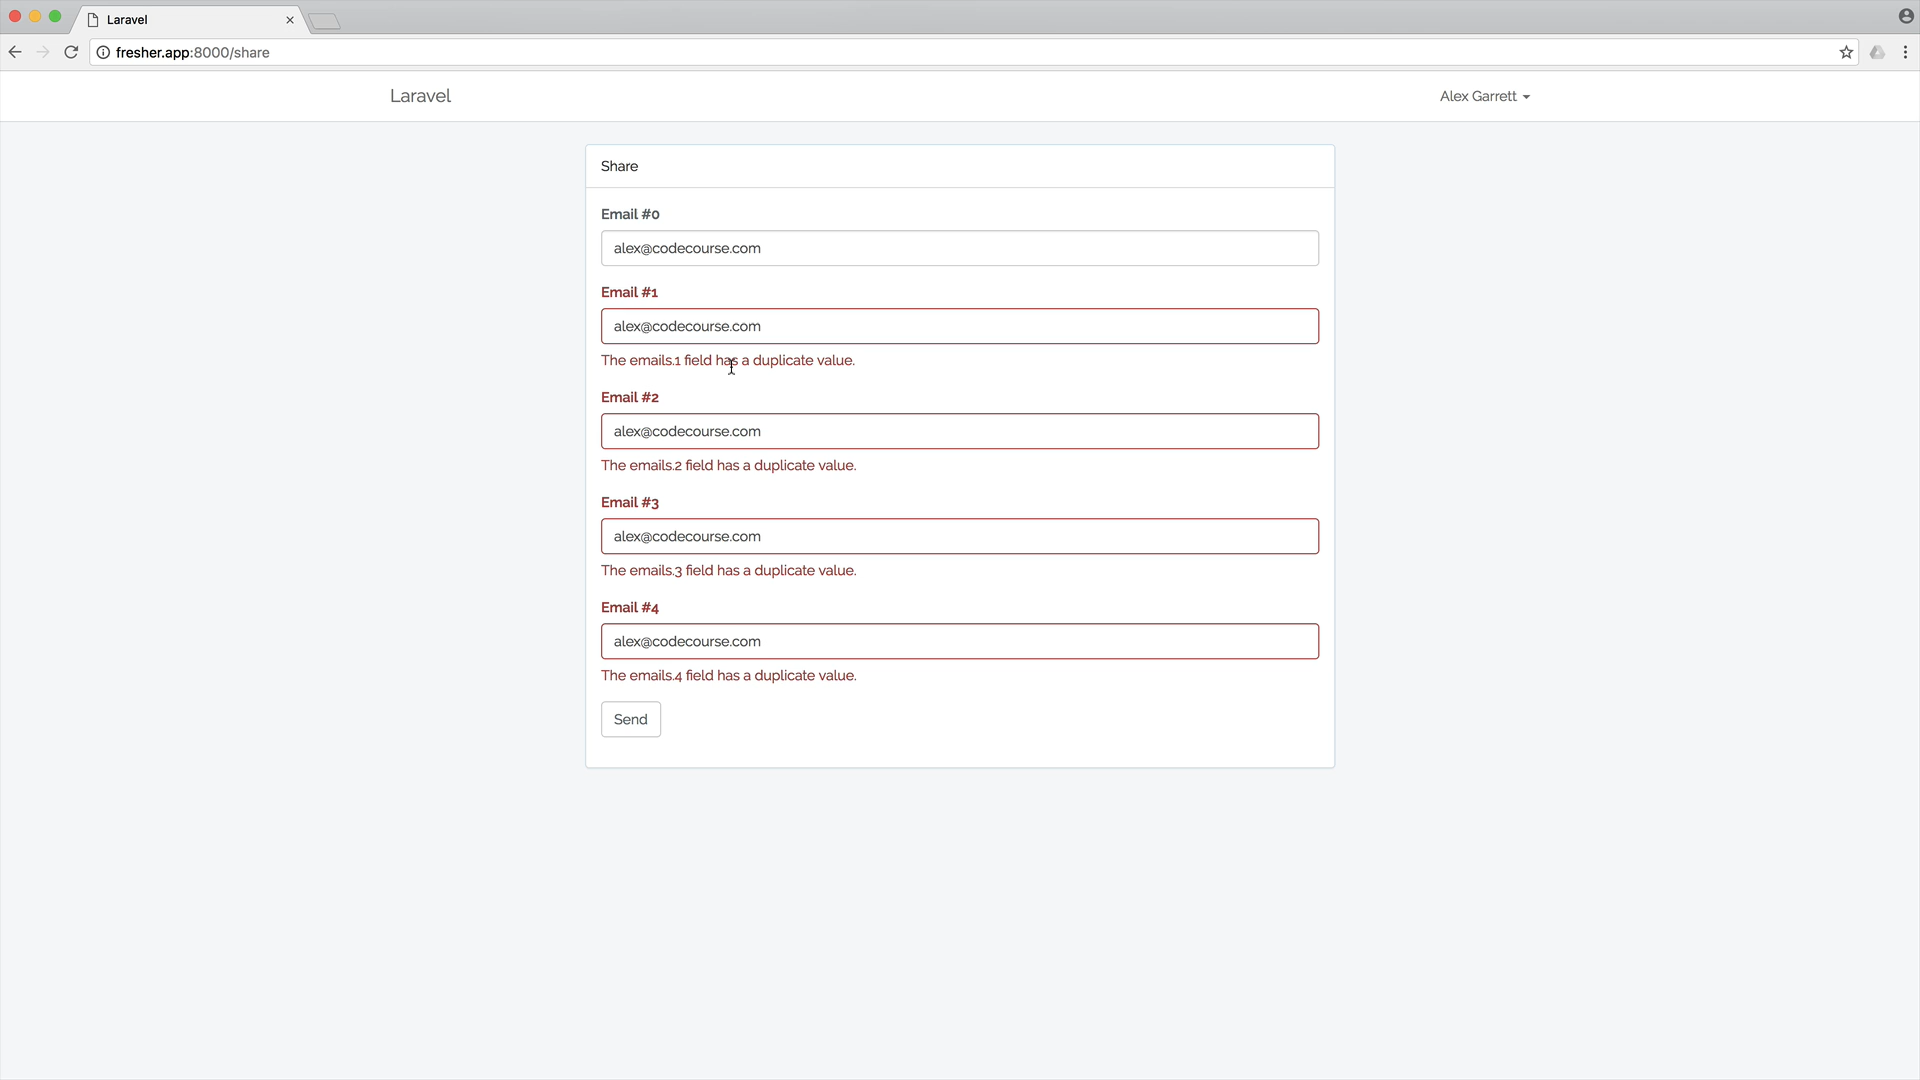 Laravel
fresher.app:8000/share
Laravel
Alex Garrett
Share
Email #0
alex@codecourse.com
Email #1
alex@codecourse.com
The emails.1 field has a duplicate value.
Email #2
alex@codecourse.com
The emails.2 field has a duplicate value.
Email #3
alex@codecourse.com
The emails.3 field has a duplicate value.
Email #4
alex@codecourse.com
The emails.4 field has a duplicate value.
Send